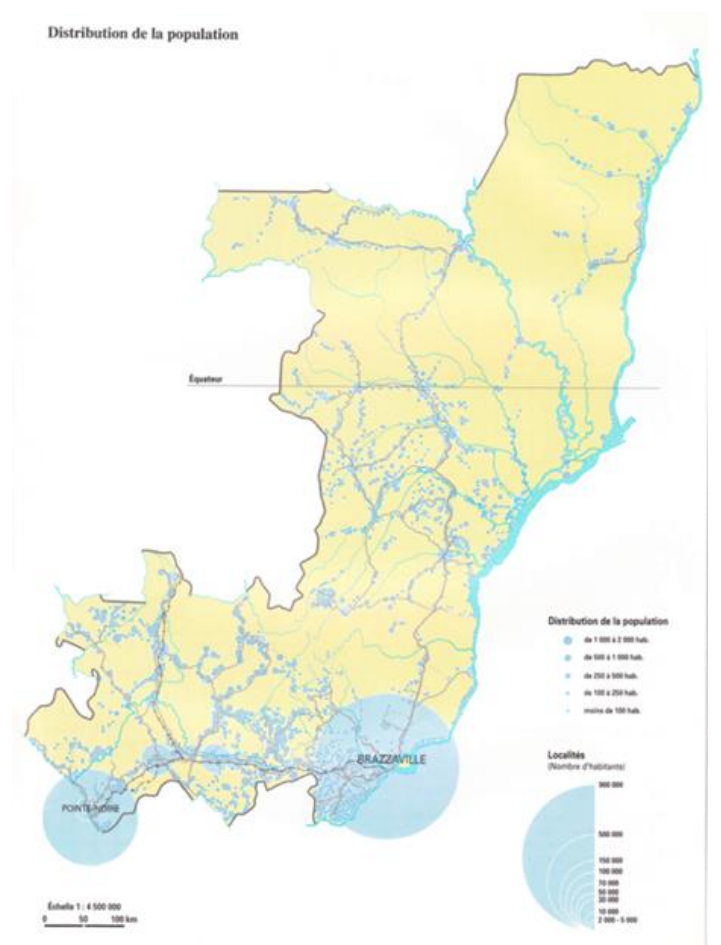 Distribution de la population
Équateur
Distribution de la population
de 1 000 à 2 000 hab.
de 500 à 1 000 hab.
de 250 à 500 hab.
de 100 à 250 hab.
moins de 100 hab.
BRAZZAVILLE
POINTE-NOIRE
Localités
(Nombre d'habitants)
900 000
500 000
150 000
100 000
70 000
50 000
30 000
10 000
2 000 - 5 000
Échelle 1 : 4 500 000
0 50 100 km